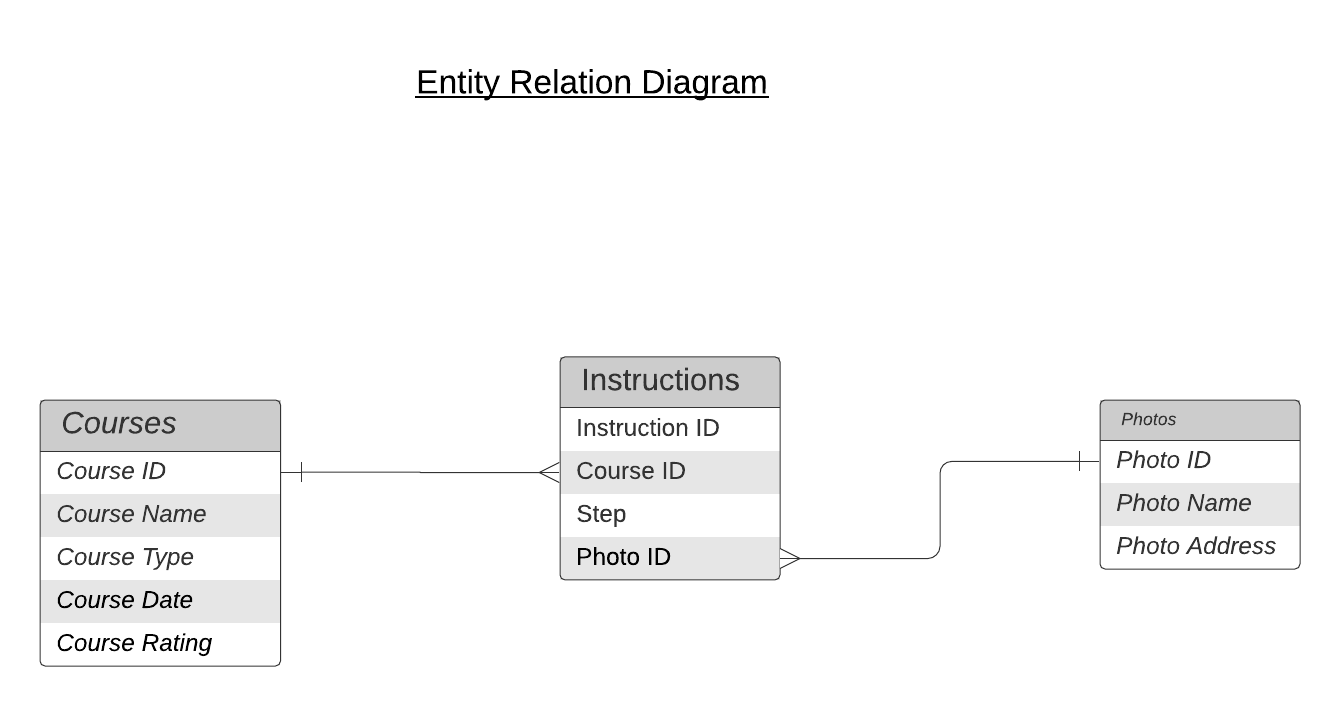 Entity Relation Diagram
Courses
Course ID
Course Name
Course Type
Course Date
Course Rating
Instructions
Instruction ID
Course ID
Step
Photo ID
Photos
Photo ID
Photo Name
Photo Address